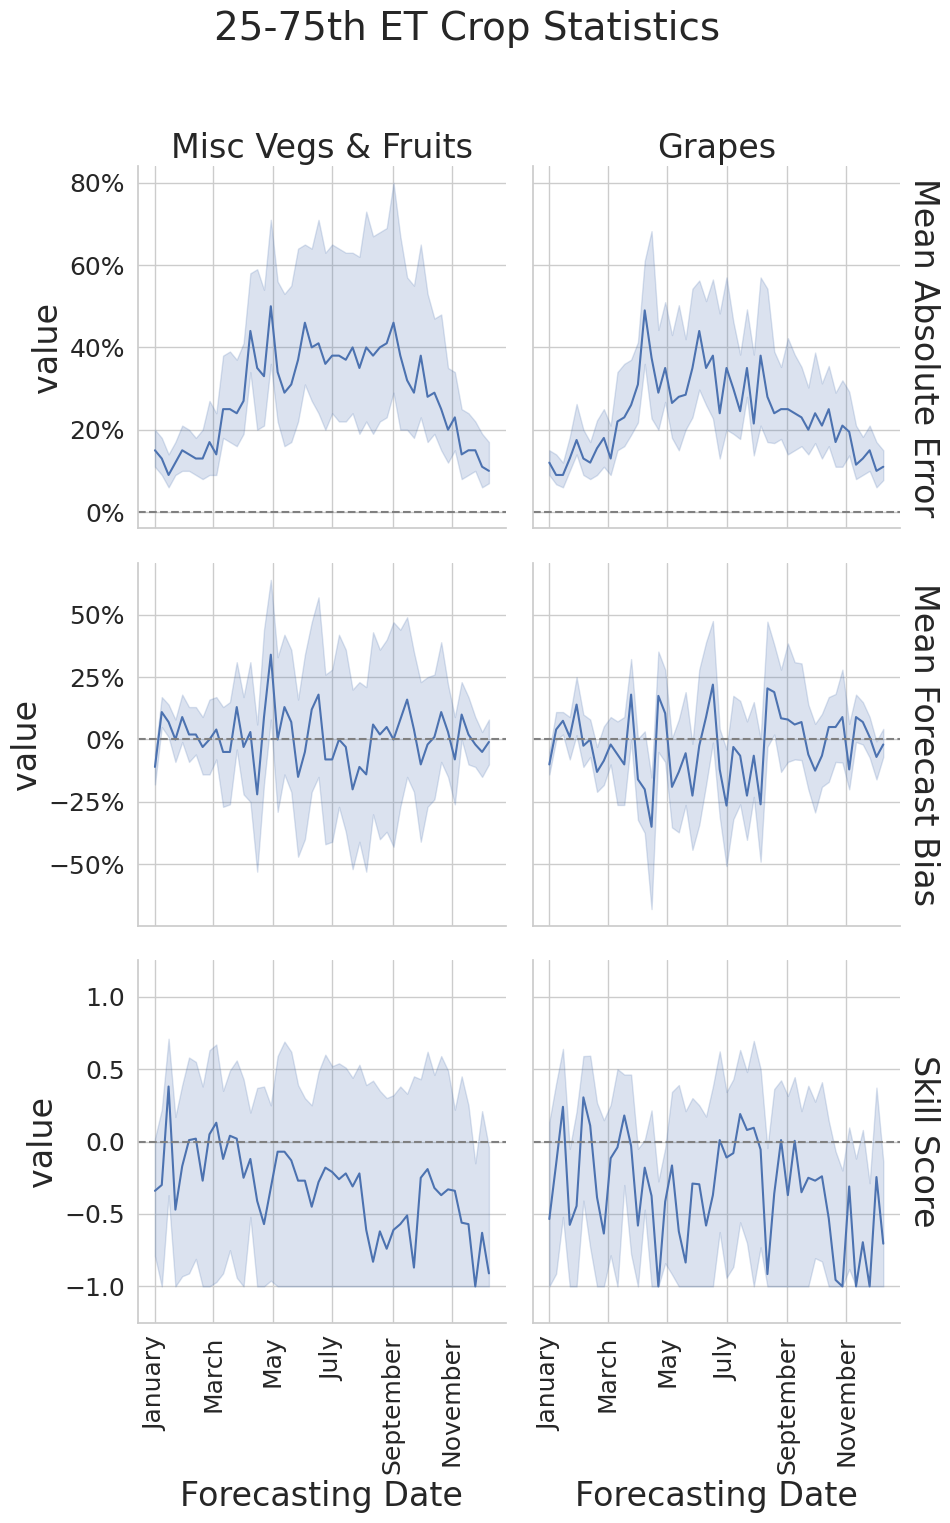 25-75th ET Crop Statistics
Misc Vegs & Fruits
Grapes
80%
60%
40%
20%
0%
value
Mean Absolute Error
50%
25%
0%
−25%
−50%
value
Mean Forecast Bias
1.0
0.5
0.0
−0.5
−1.0
value
Skill Score
January
March
May
July
September
November
January
March
May
July
September
November
Forecasting Date
Forecasting Date